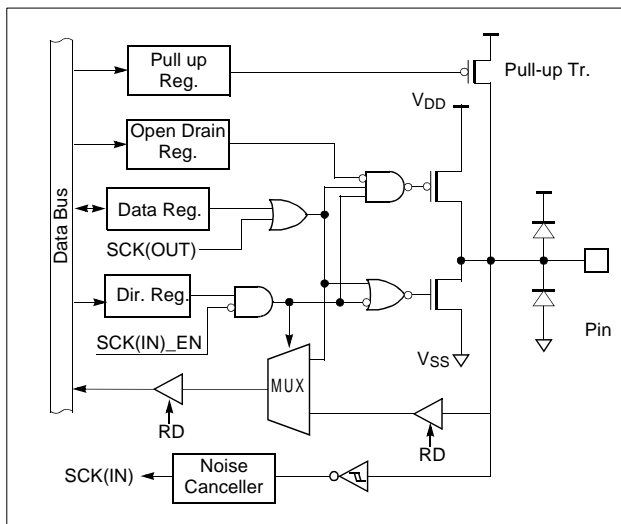 Pull up
Reg.
Pull-up Tr.
VDD
Open Drain
Reg.
Data Bus
Data Reg.
SCK(OUT)
Dir. Reg.
SCK(IN)_EN
VSS
Pin
MUX
RD
RD
SCK(IN)
Noise
Canceller